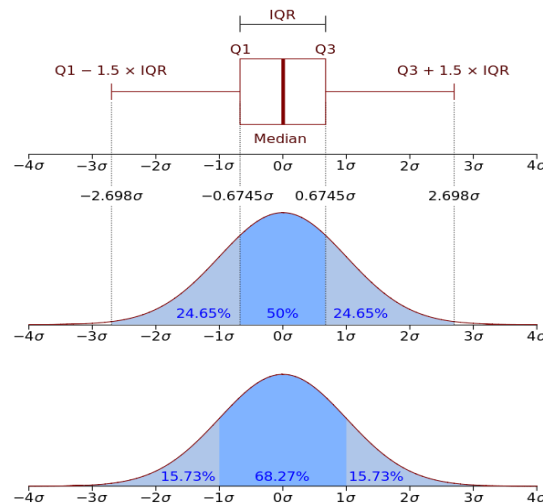 IQR
Q1 Q3
Q1 − 1.5 × IQR Q3 + 1.5 × IQR
Median
−4σ −3σ −2σ −1σ 0σ 1σ 2σ 3σ 4σ
−2.698σ −0.6745σ 0.6745σ 2.698σ
24.65% 50% 24.65%
−4σ −3σ −2σ −1σ 0σ 1σ 2σ 3σ 4σ
15.73% 68.27% 15.73%
−4σ −3σ −2σ −1σ 0σ 1σ 2σ 3σ 4σ